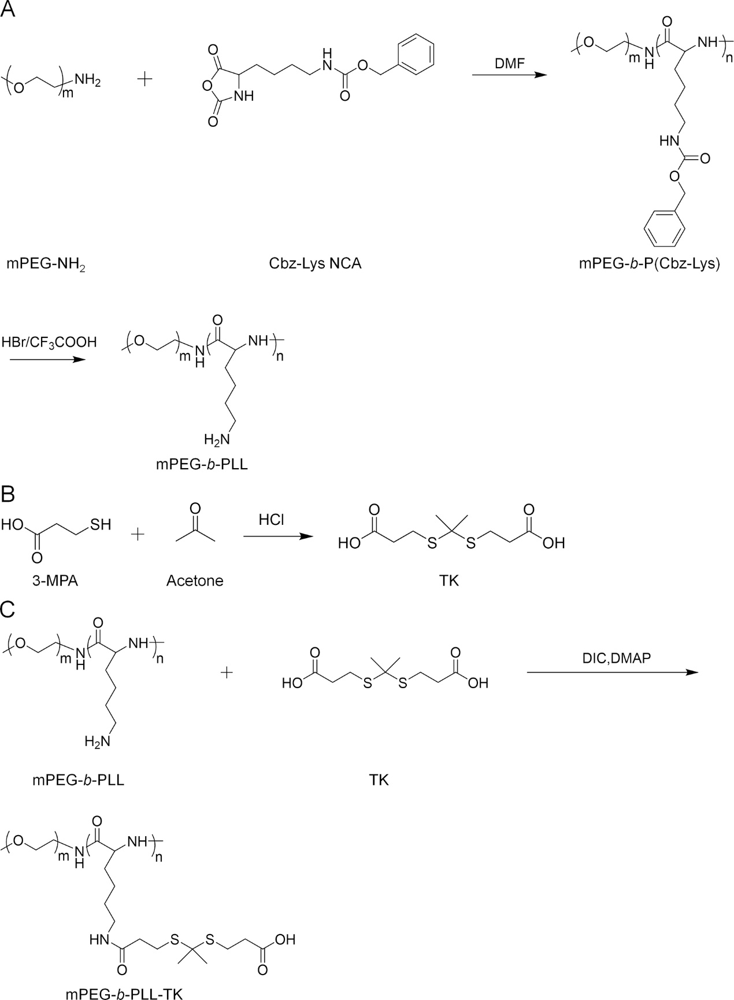 A
O
O
NH
O
m
N
H
n
O
NH2
m
+
O
O
NH
O
H
N
O
O
DMF
HN
O
O
mPEG-NH2
Cbz-Lys NCA
mPEG-b-P(Cbz-Lys)
HBr/CF3COOH
O
O
NH
m
N
H
n
H2N
mPEG-b-PLL
B
HO
SH
O
+
O
HCl
O
HO
S
S
O
OH
3-MPA
Acetone
TK
C
O
O
NH
m
N
H
n
H2N
+
O
HO
S
S
O
OH
DIC,DMAP
mPEG-b-PLL
TK
O
O
NH
m
N
H
n
HN
O
S
S
OH
O
mPEG-b-PLL-TK